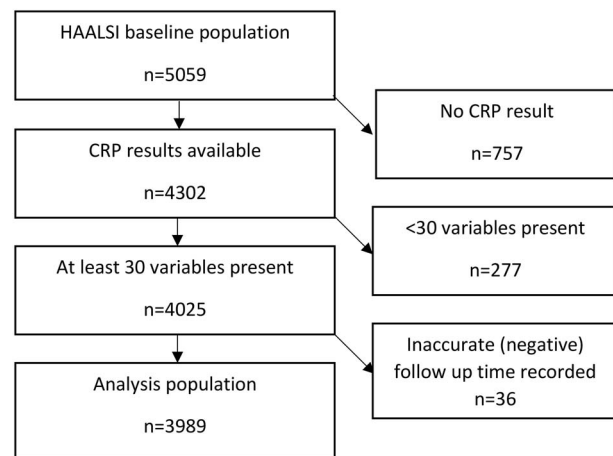 HAALSI baseline population
n=5059
No CRP result
n=757
CRP results available
n=4302
<30 variables present
n=277
At least 30 variables present
n=4025
Inaccurate (negative)
follow up time recorded
n=36
Analysis population
n=3989